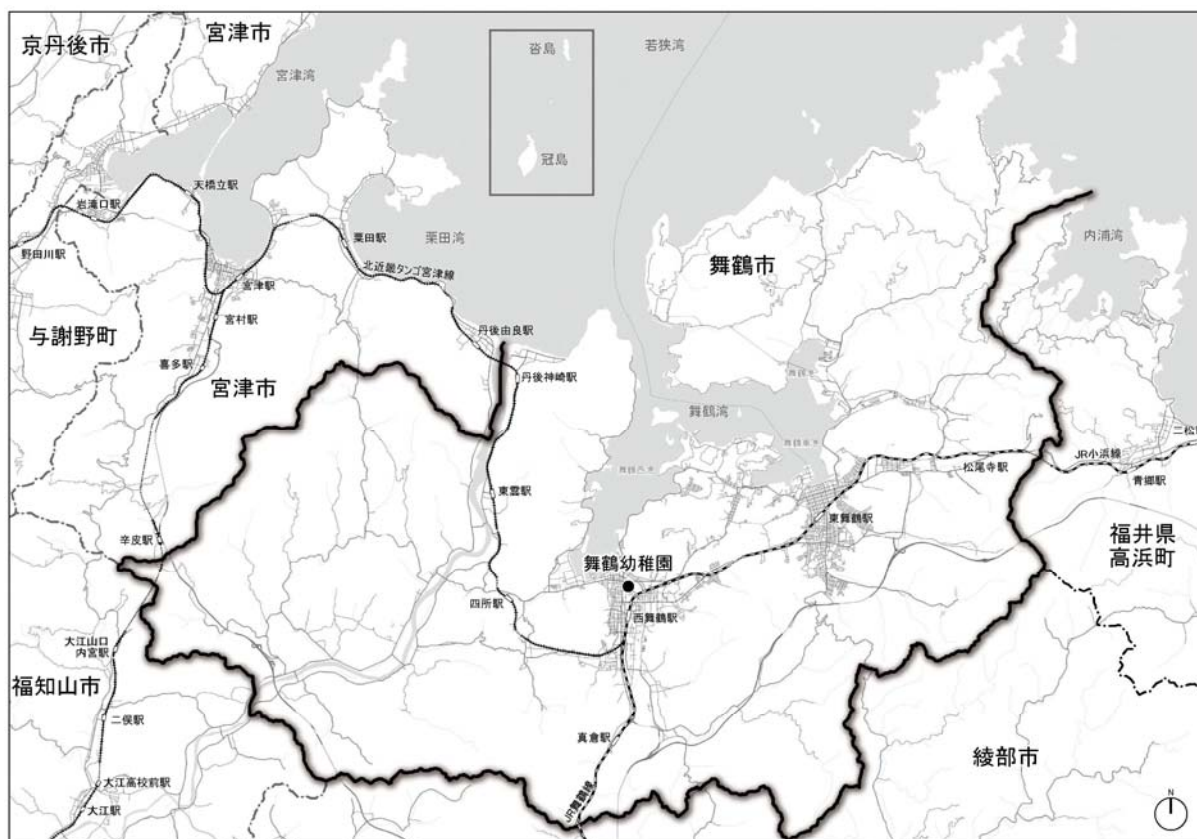 京丹後市
宮津市
宮津湾
沓島
若狭湾
冠島
天橋立駅
岩滝口駅
野田川駅
栗田駅
栗田湾
北近畿タンゴ宮津線
宮津駅
宮村駅
喜多駅
与謝野町
宮津市
丹後由良駅
丹後神崎駅
舞鶴市
内浦湾
舞鶴湾
松尾寺駅
JR小浜線
青郷駅
東舞鶴駅
福井県
高浜町
東雲駅
辛皮駅
舞鶴幼稚園
四所駅
西舞鶴駅
大江山口
内宮駅
福知山市
二俣駅
真倉駅
綾部市
大江高校前駅
大江駅
JR舞鶴線
N